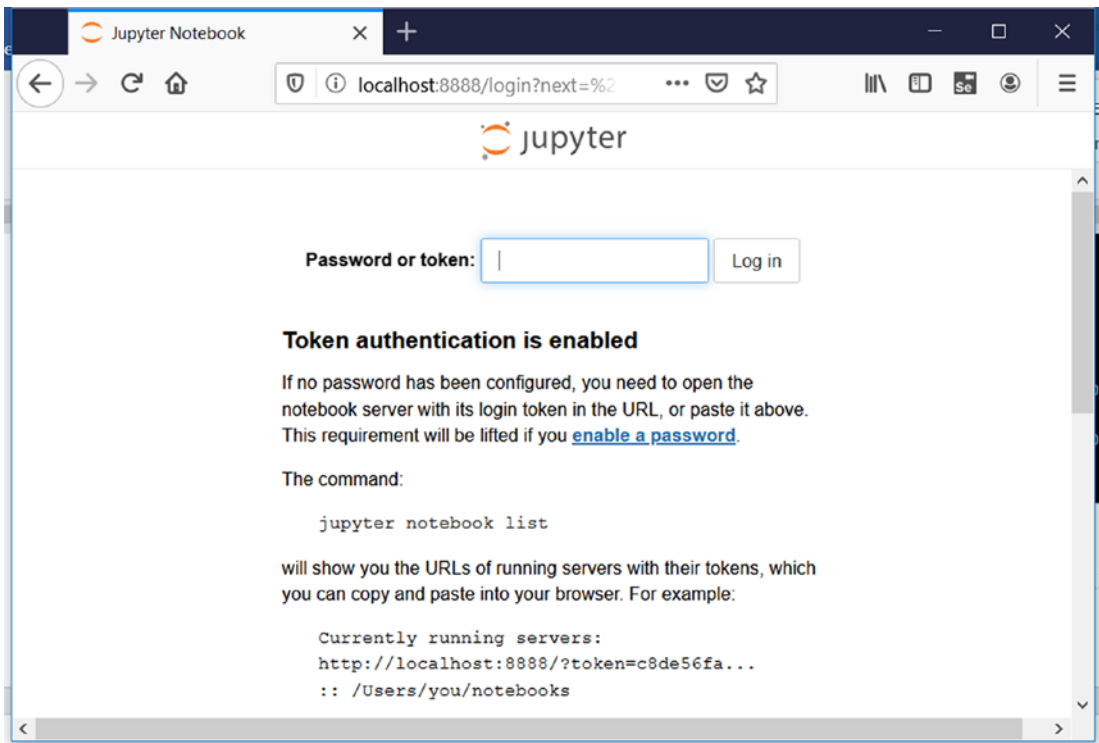 Jupyter Notebook
localhost:8888/login?next=%2
Se
jupyter
Password or token:
Log in
Token authentication is enabled
If no password has been configured, you need to open the
notebook server with its login token in the URL, or paste it above.
This requirement will be lifted if you enable a password.
The command:
jupyter notebook list
will show you the URLs of running servers with their tokens, which
you can copy and paste into your browser. For example:
Currently running servers:
http://localhost:8888/?token=c8de56fa...
:: /Users/you/notebooks